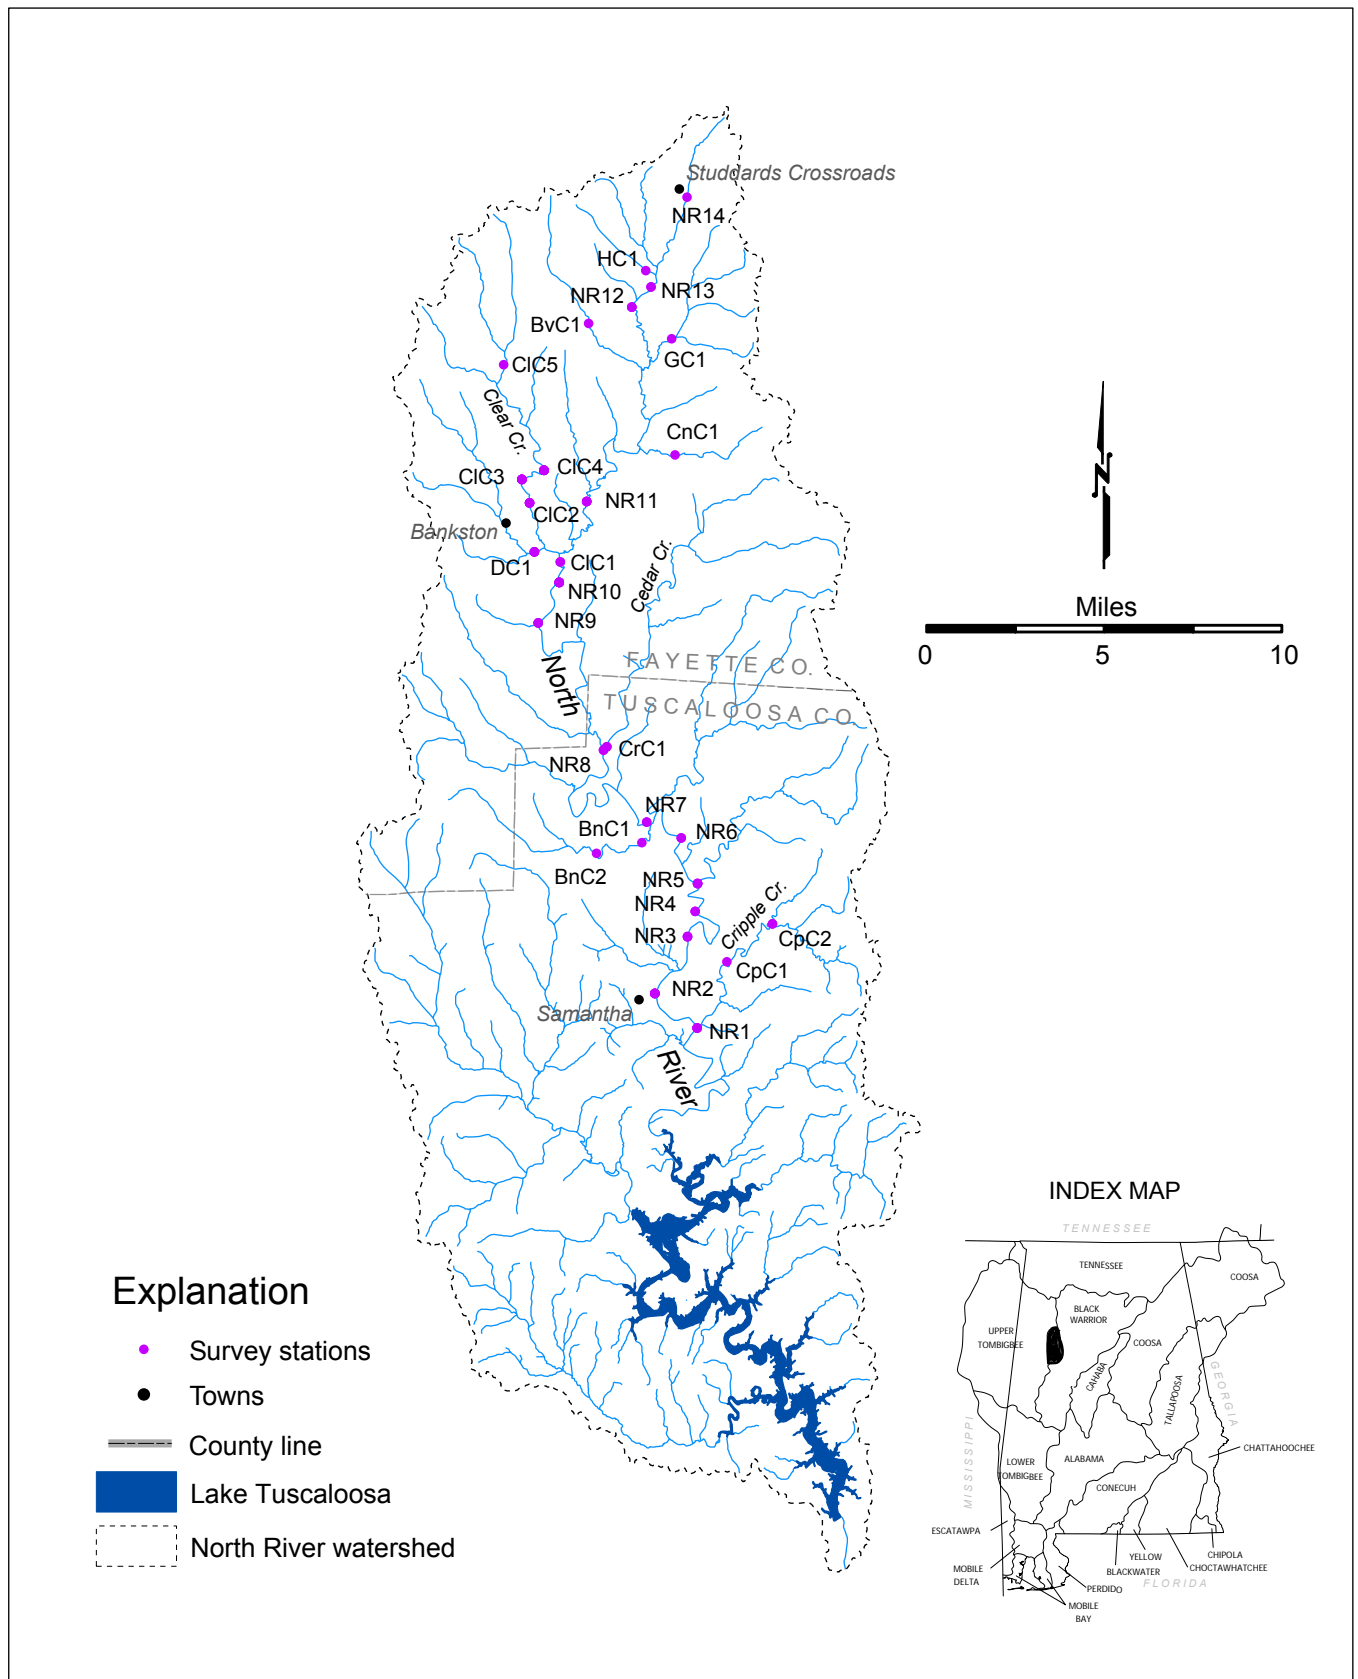 Studdards Crossroads
NR14
HC1
NR13
NR12
BvC1
GC1
ClC5
Clear Cr.
CnC1
ClC4
ClC3
NR11
ClC2
Bankston
DC1
ClC1
NR10
Cedar Cr.
NR9
North
FAYETTE CO.
TUSCALOOSA CO
CrC1
NR8
NR7
BnC1
NR6
BnC2
NR5
NR4
Cripple Cr.
NR3
CpC2
CpC1
NR2
Samantha
NR1
River
N
Miles
0 5 10
Explanation
Survey stations
Towns
County line
Lake Tuscaloosa
North River watershed
INDEX MAP
TENNESSEE
TENNESSEE
COOSA
BLACK
WARRIOR
UPPER
TOMBIGBEE
COOSA
CAHABA
TALLAPOOSA
GEORGIA
MISSISSIPPI
CHATTAHOOCHEE
LOWER
TOMBIGBEE
ALABAMA
CONECUH
ESCATAWPA
MOBILE
DELTA
YELLOW
BLACKWATER
CHIPOLA
CHOCTAWHATCHEE
PERDIDO
FLORIDA
MOBILE
BAY